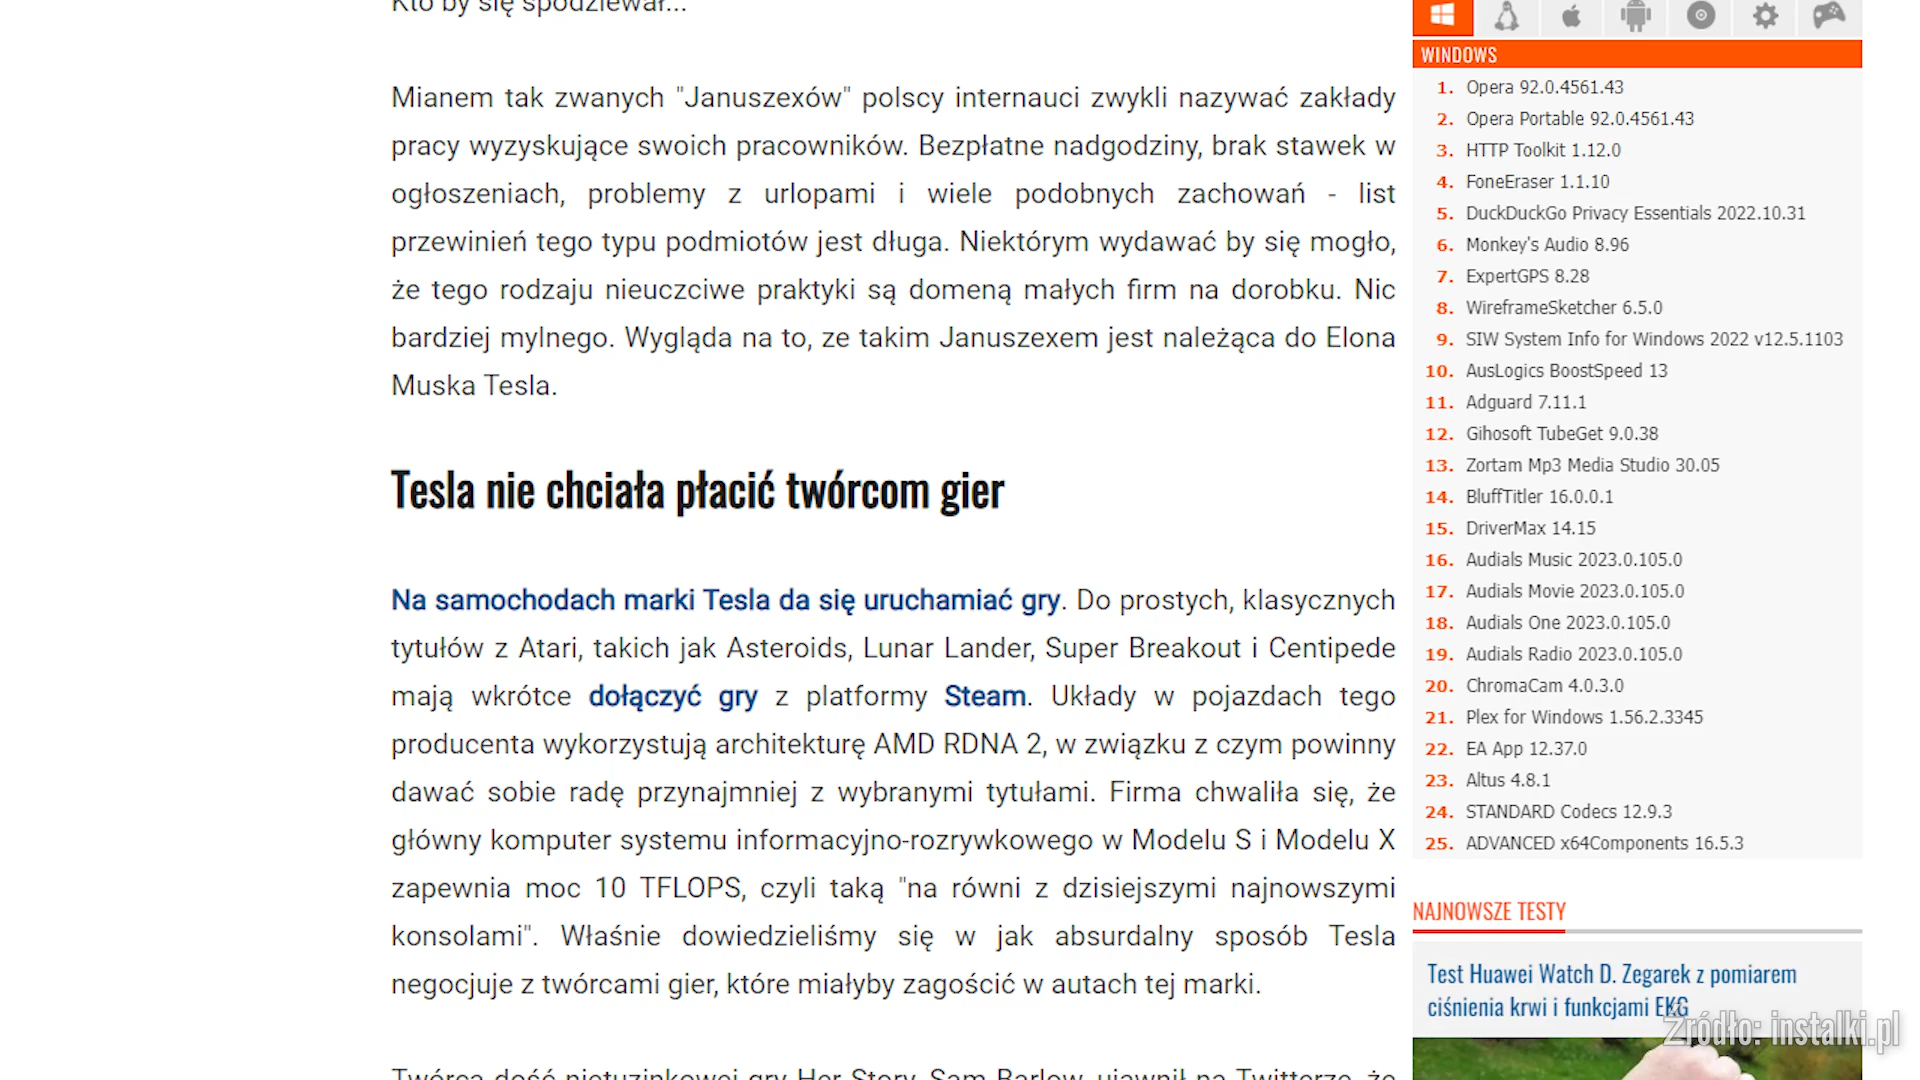 Kto by się spodziewał...
Mianem tak zwanych "Januszexów" polscy internauci zwykli nazywać zakłady
pracy wyzyskujące swoich pracowników. Bezpłatne nadgodziny, brak stawek w
ogłoszeniach, problemy z urlopami i wiele podobnych zachowań - list
przewinień tego typu podmiotów jest długa. Niektórym wydawać by się mogło,
że tego rodzaju nieuczciwe praktyki są domeną małych firm na dorobku. Nic
bardziej mylnego. Wygląda na to, ze takim Januszexem jest należąca do Elona
Muska Tesla.
Tesla nie chciała płacić twórcom gier
Na samochodach marki Tesla da się uruchamiać gry. Do prostych, klasycznych
tytułów z Atari, takich jak Asteroids, Lunar Lander, Super Breakout i Centipede
mają wkrótce dołączyć gry z platformy Steam. Układy w pojazdach tego
producenta wykorzystują architekturę AMD RDNA 2, w związku z czym powinny
dawać sobie radę przynajmniej z wybranymi tytułami. Firma chwaliła się, że
główny komputer systemu informacyjno-rozrywkowego w Modelu S i Modelu X
zapewnia moc 10 TFLOPS, czyli taką "na równi z dzisiejszymi najnowszymi
konsolami". Właśnie dowiedzieliśmy się w jak absurdalny sposób Tesla
negocjuje z twórcami gier, które miałyby zagościć w autach tej marki.
Twórca dość nietuzinkowej gry Her Story, Sam Barlow, ujawnił na Twitterze, że
WINDOWS
1. Opera 92.0.4561.43
2. Opera Portable 92.0.4561.43
3. HTTP Toolkit 1.12.0
4. FoneEraser 1.1.10
5. DuckDuckGo Privacy Essentials 2022.10.31
6. Monkey's Audio 8.96
7. ExpertGPS 8.28
8. WireframeSketcher 6.5.0
9. SIW System Info for Windows 2022 v12.5.1103
10. AusLogics BoostSpeed 13
11. Adguard 7.11.1
12. Gihosoft TubeGet 9.0.38
13. Zortam Mp3 Media Studio 30.05
14. BluffTitler 16.0.0.1
15. DriverMax 14.15
16. Audials Music 2023.0.105.0
17. Audials Movie 2023.0.105.0
18. Audials One 2023.0.105.0
19. Audials Radio 2023.0.105.0
20. ChromaCam 4.0.3.0
21. Plex for Windows 1.56.2.3345
22. EA App 12.37.0
23. Altus 4.8.1
24. STANDARD Codecs 12.9.3
25. ADVANCED x64Components 16.5.3
NAJNOWSZE TESTY
Test Huawei Watch D. Zegarek z pomiarem
ciśnienia krwi i funkcjami EKG
Źródło: instalki.pl